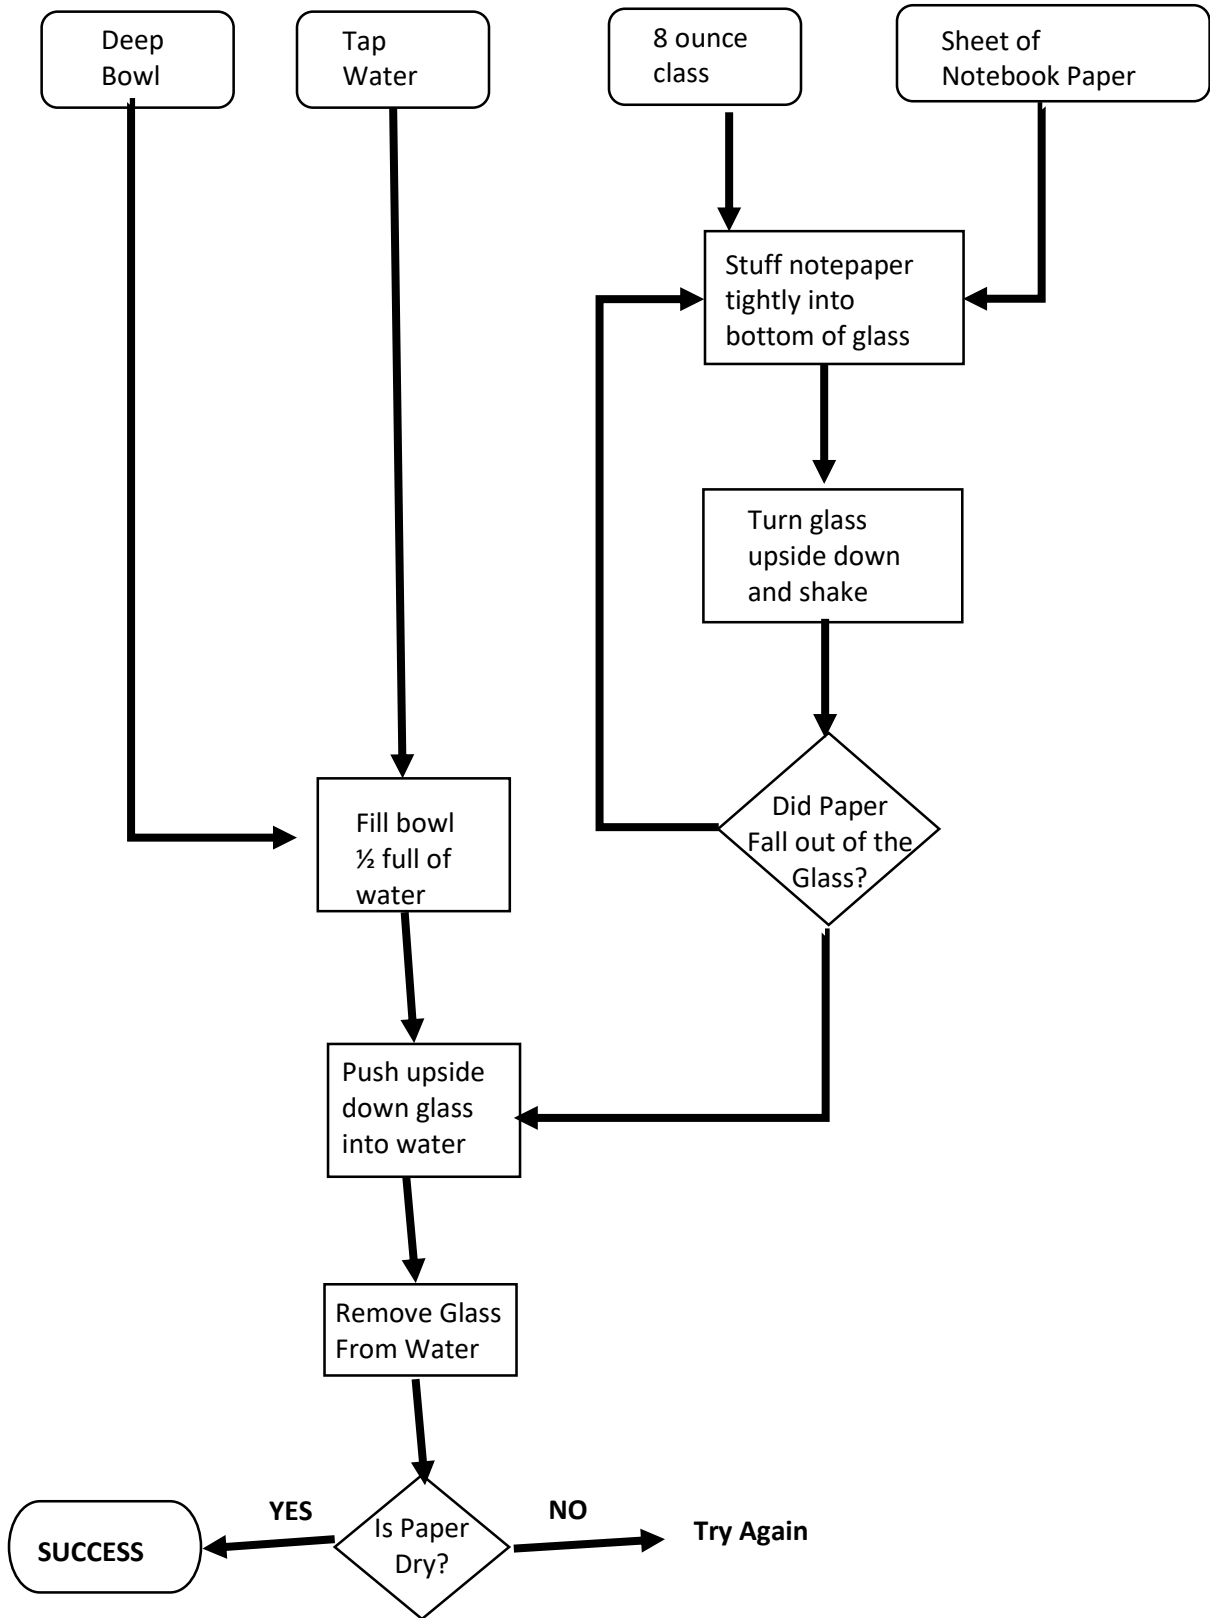 Deep
Bowl
Tap
Water
8 ounce
class
Sheet of
Notebook Paper
Stuff notepaper
tightly into
bottom of glass
Turn glass
upside down
and shake
Did Paper
Fall out of the
Glass?
Fill bowl
½ full of
water
Push upside
down glass
into water
Remove Glass
From Water
Is Paper
Dry?
YES
NO
SUCCESS
Try Again